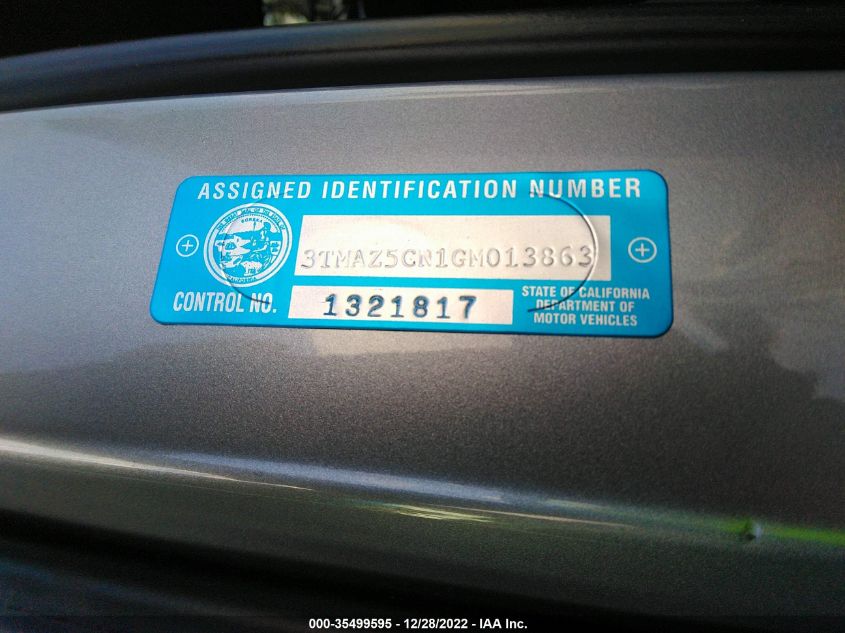 ASSIGNED IDENTIFICATION NUMBER
EUREKA
3TMAZ5CN1GM013863
CONTROL NO.
1321817
STATE OF CALIFORNIA
DEPARTMENT OF
MOTOR VEHICLES
000-35499595 - 12/28/2022 - IAA Inc.